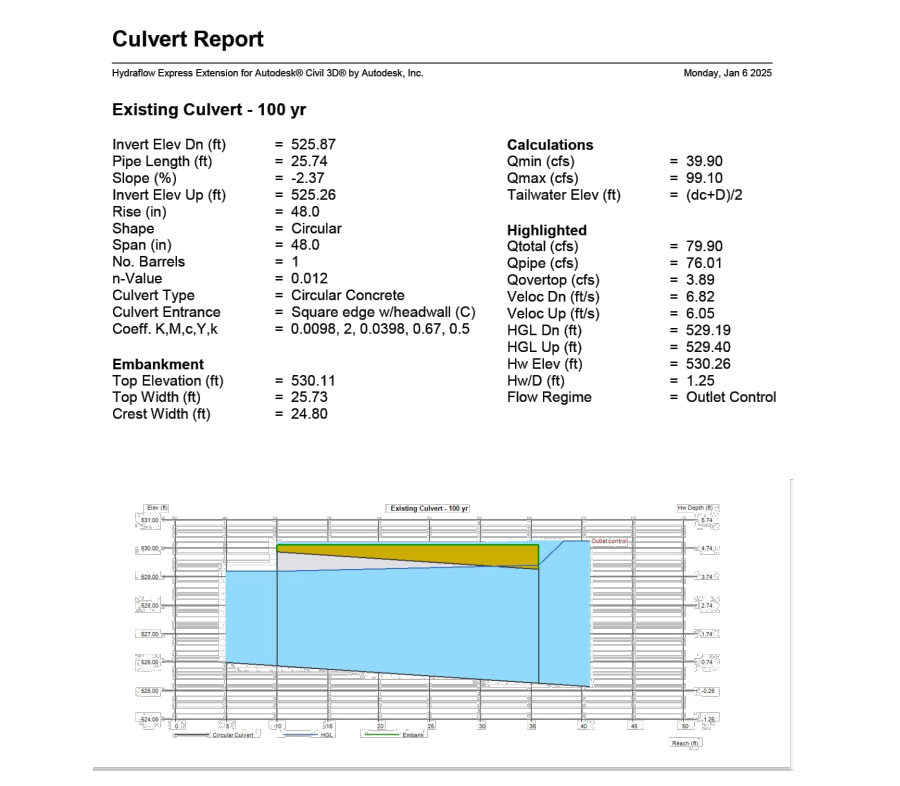 Culvert Report
Hydraflow Express Extension for Autodesk® Civil 3D® by Autodesk, Inc. Monday, Jan 6 2025
Existing Culvert - 100 yr
Invert Elev Dn (ft) = 525.87
Pipe Length (ft) = 25.74
Slope (%) = -2.37
Invert Elev Up (ft) = 525.26
Rise (in) = 48.0
Shape = Circular
Span (in) = 48.0
No. Barrels = 1
n-Value = 0.012
Culvert Type = Circular Concrete
Culvert Entrance = Square edge w/headwall (C)
Coeff. K,M,c,Y,k = 0.0098, 2, 0.0398, 0.67, 0.5
Embankment
Top Elevation (ft) = 530.11
Top Width (ft) = 25.73
Crest Width (ft) = 24.80
Calculations
Qmin (cfs) = 39.90
Qmax (cfs) = 99.10
Tailwater Elev (ft) = (dc+D)/2
Highlighted
Qtotal (cfs) = 79.90
Qpipe (cfs) = 76.01
Qovertop (cfs) = 3.89
Veloc Dn (ft/s) = 6.82
Veloc Up (ft/s) = 6.05
HGL Dn (ft) = 529.19
HGL Up (ft) = 529.40
Hw Elev (ft) = 530.26
Hw/D (ft) = 1.25
Flow Regime = Outlet Control
Elev (ft) Existing Culvert - 100 yr Hw Depth (ft)
531.00 5.74
530.00 Outlet control 4.74
529.00 3.74
528.00 2.74
527.00 1.74
526.00 0.74
525.00 -0.26
524.00 -1.26
0 5 10 15 20 25 30 35 40 45 50
Circular Culvert HGL Embank
Reach (ft)